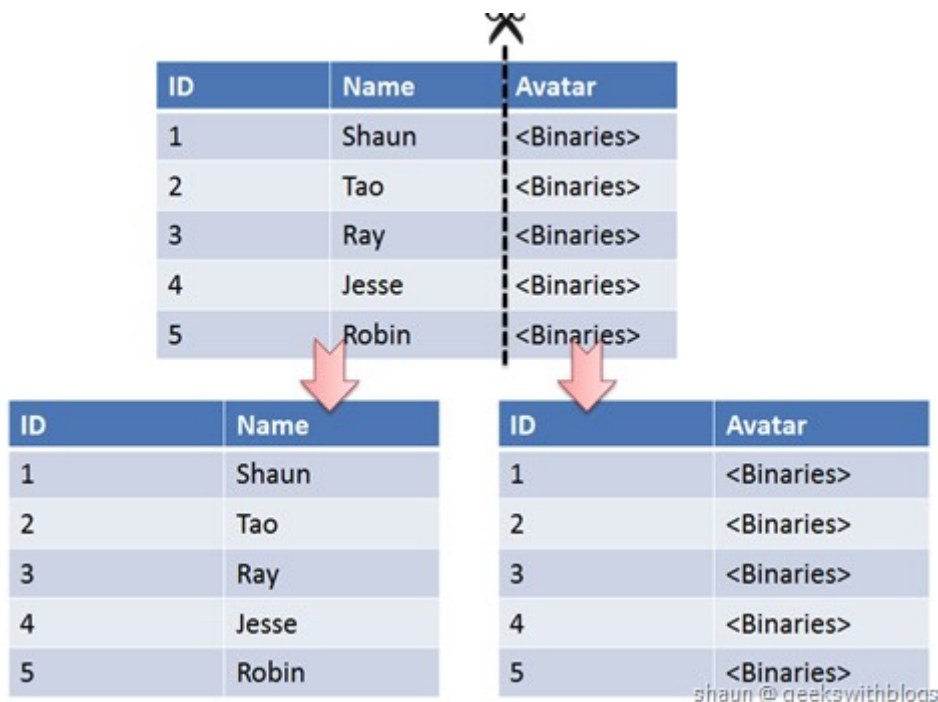 ID Name Avatar
1 Shaun <Binaries>
2 Tao <Binaries>
3 Ray <Binaries>
4 Jesse <Binaries>
5 Robin <Binaries>
ID Name
1 Shaun
2 Tao
3 Ray
4 Jesse
5 Robin
ID Avatar
1 <Binaries>
2 <Binaries>
3 <Binaries>
4 <Binaries>
5 <Binaries>
shaun @ geekswithblogs